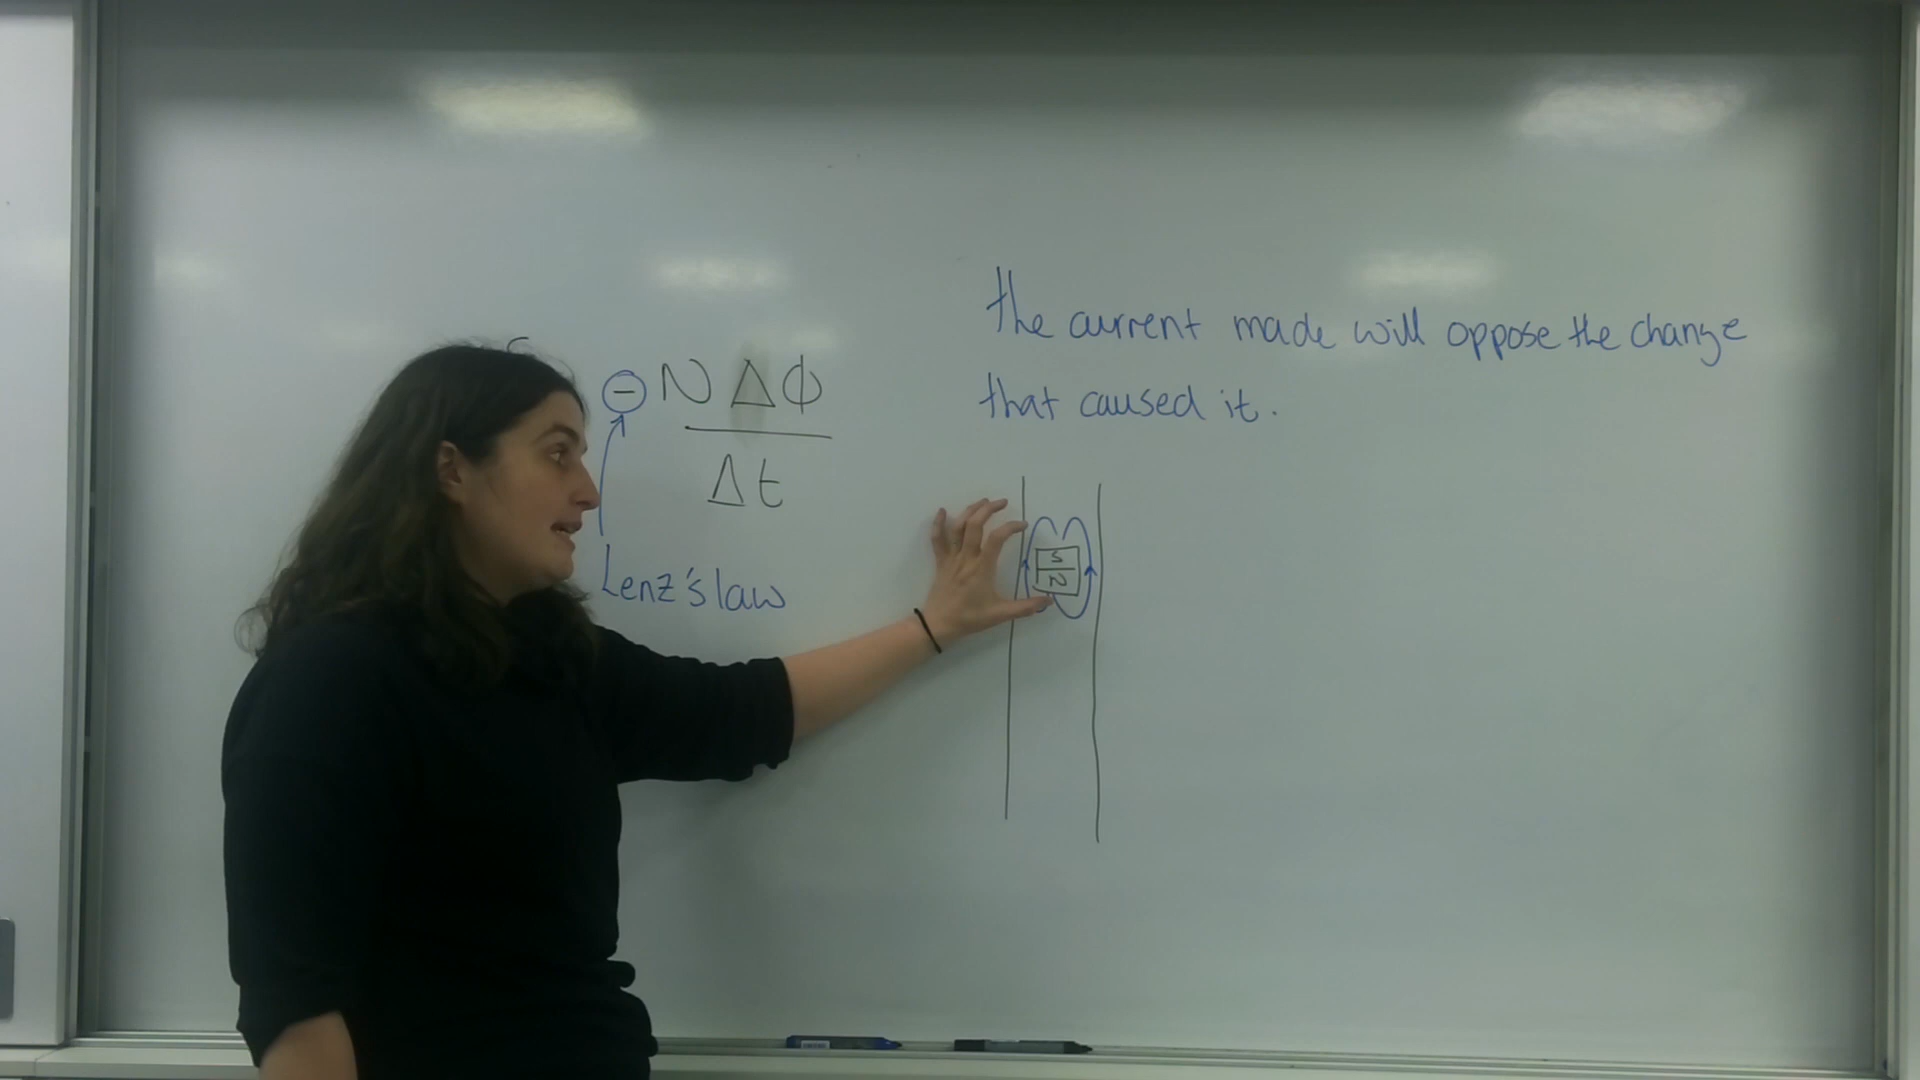 - N Δφ
Δt
Lenz's law
the current made will oppose the change
that caused it.
S
N